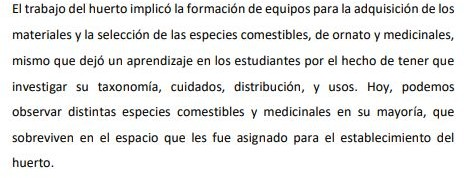 El trabajo del huerto implicó la formación de equipos para la adquisición de los
materiales y la selección de las especies comestibles, de ornato y medicinales,
mismo que dejó un aprendizaje en los estudiantes por el hecho de tener que
investigar su taxonomía, cuidados, distribución, y usos. Hoy, podemos
observar distintas especies comestibles y medicinales en su mayoría, que
sobreviven en el espacio que les fue asignado para el establecimiento del
huerto.